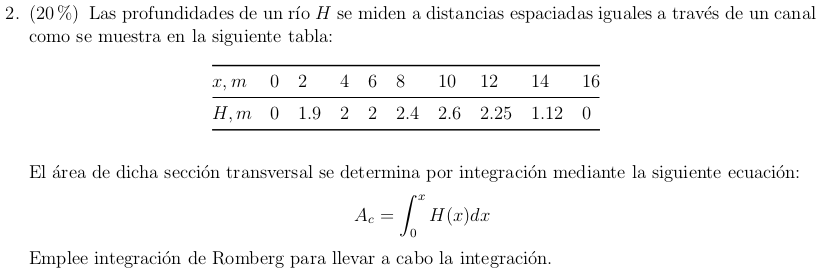 2. (20 %) Las profundidades de un río H se miden a distancias espaciadas iguales a través de un canal
como se muestra en la siguiente tabla:
x, m 0 2 4 6 8 10 12 14 16
H, m 0 1.9 2 2 2.4 2.6 2.25 1.12 0
El área de dicha sección transversal se determina por integración mediante la siguiente ecuación:
A_c = ∫_0^x H(x)dx
Emplee integración de Romberg para llevar a cabo la integración.